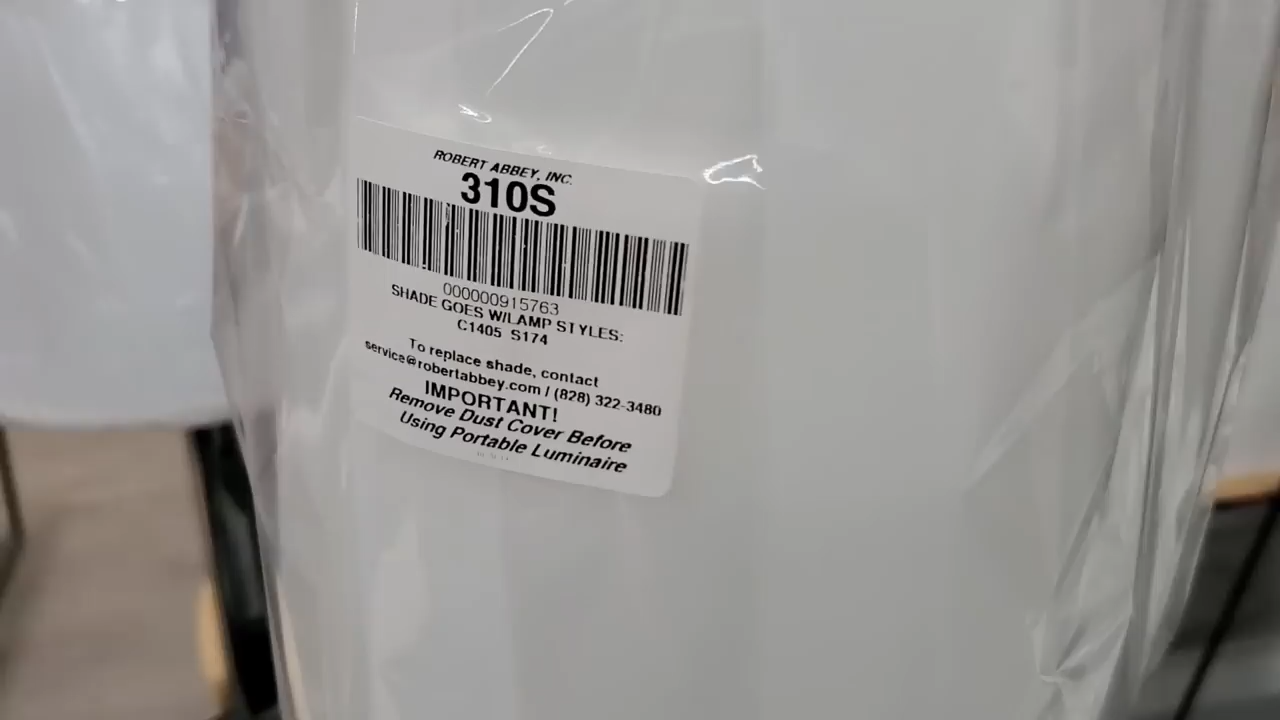 ROBERT ABBEY, INC.
310S
000000915763
SHADE GOES W/LAMP STYLES:
C1405 S174
To replace shade, contact
service@robertabbey.com / (828) 322-3480
IMPORTANT!
Remove Dust Cover Before
Using Portable Luminaire